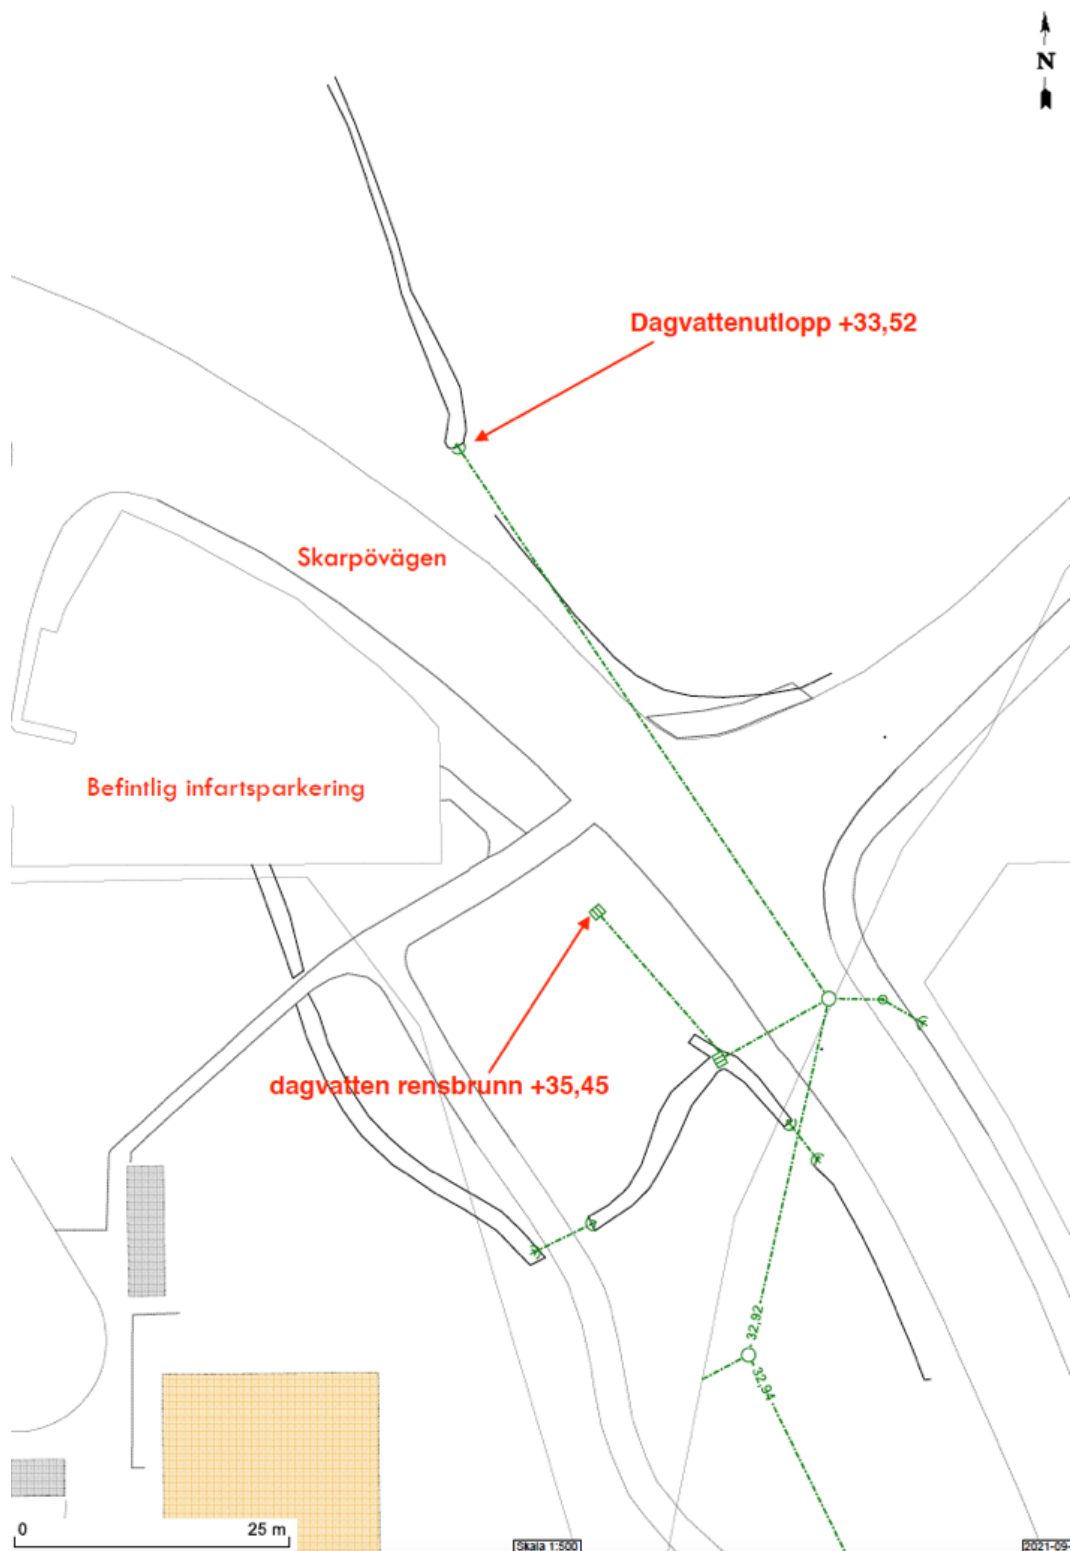 N
Dagvattenutlopp +33,52
Skarpövägen
Befintlig infartsparkering
dagvatten rensbrunn +35,45
32,92
32,94
0
25 m
Skala 1:500
2021-09-